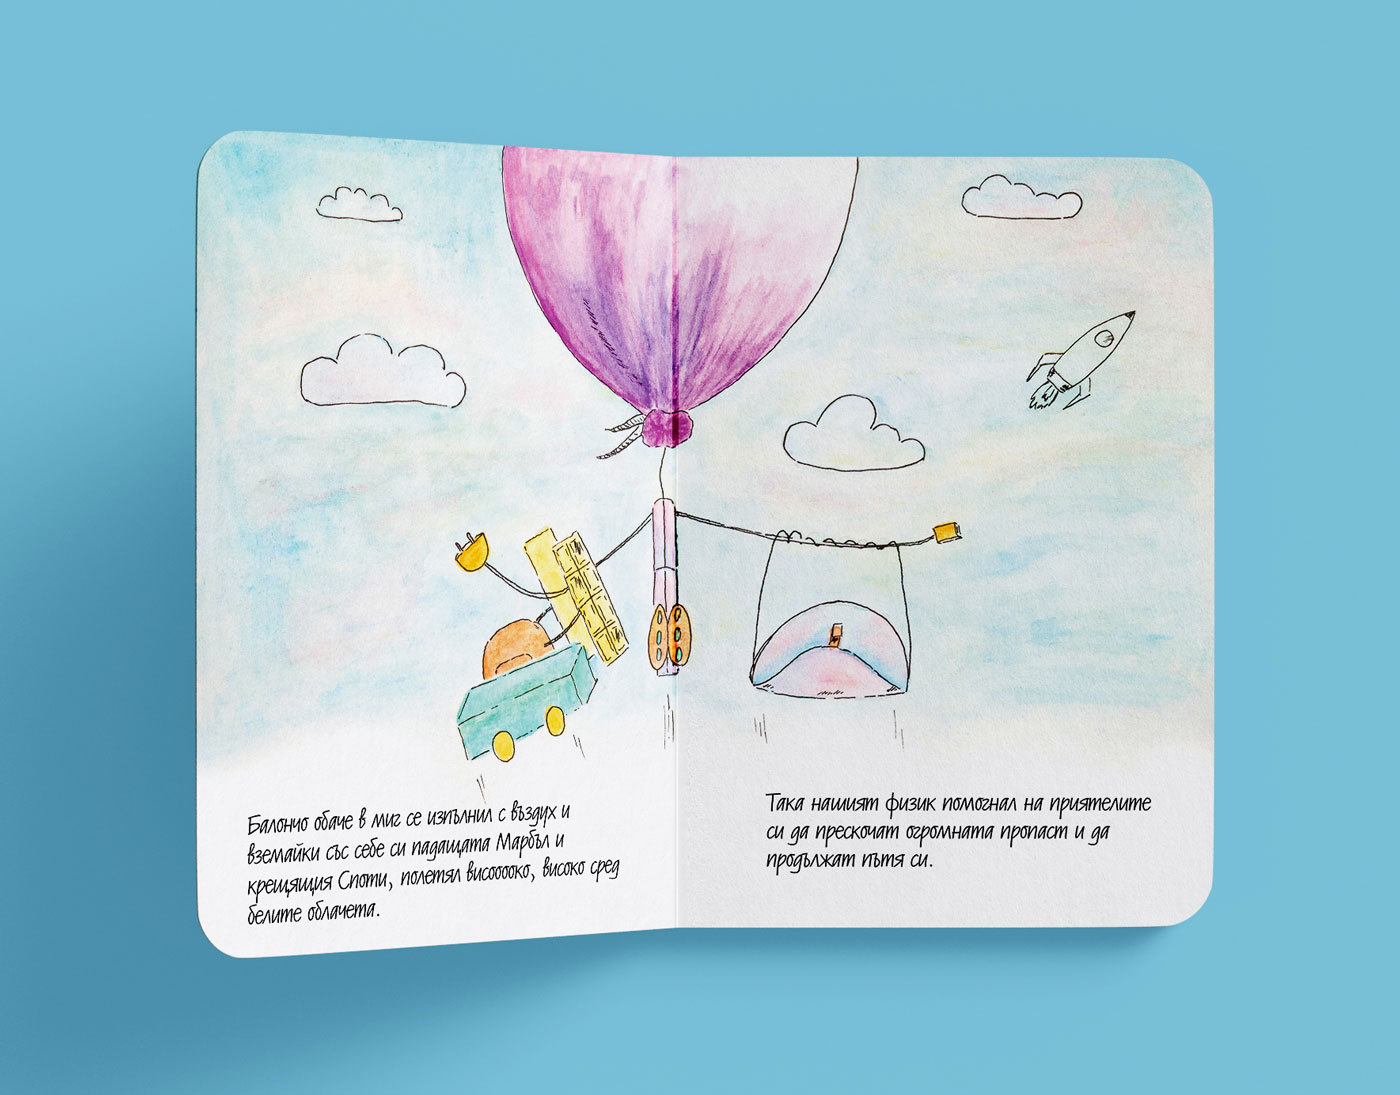 Балончо обаче в миг се изпълнил с въздух и
вземайки със себе си падащата Марбъл и
крещящия Споти, полетял висооооко, високо сред
белите облачета.
Така нашият физик помогнал на приятелите
си да прескочат огромната пропаст и да
продължат пътя си.